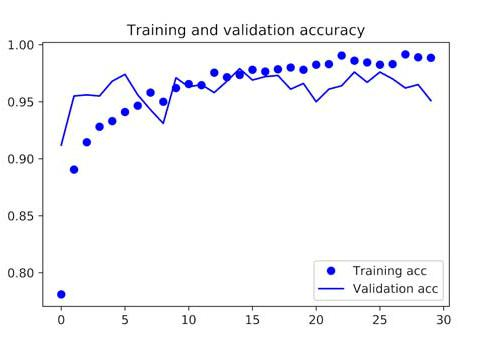 Training and validation accuracy
1.00
0.95
0.90
0.85
0.80
Training acc
Validation acc
0 5 10 15 20 25 30